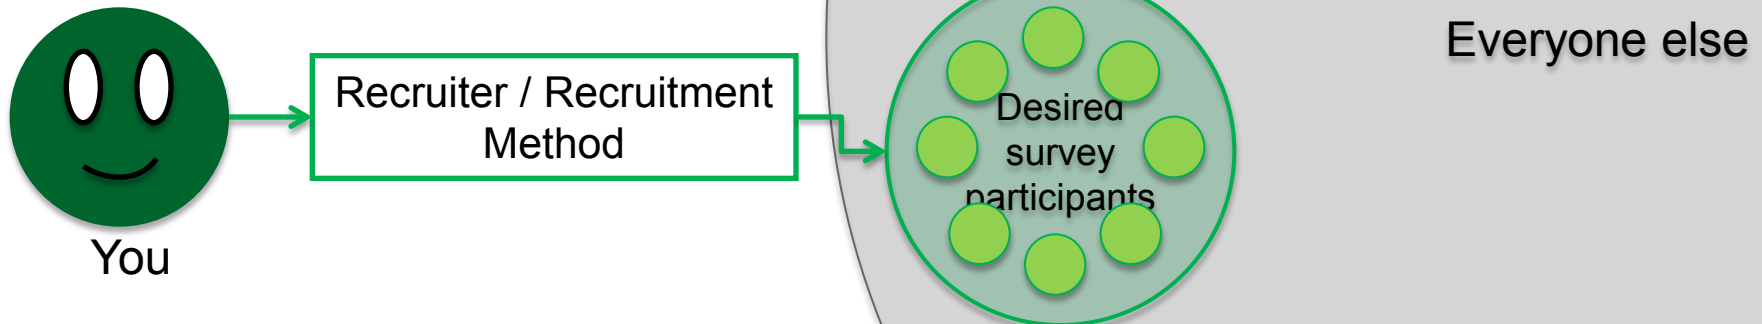 You
Recruiter / Recruitment
Method
Desired
survey
participants
Everyone else